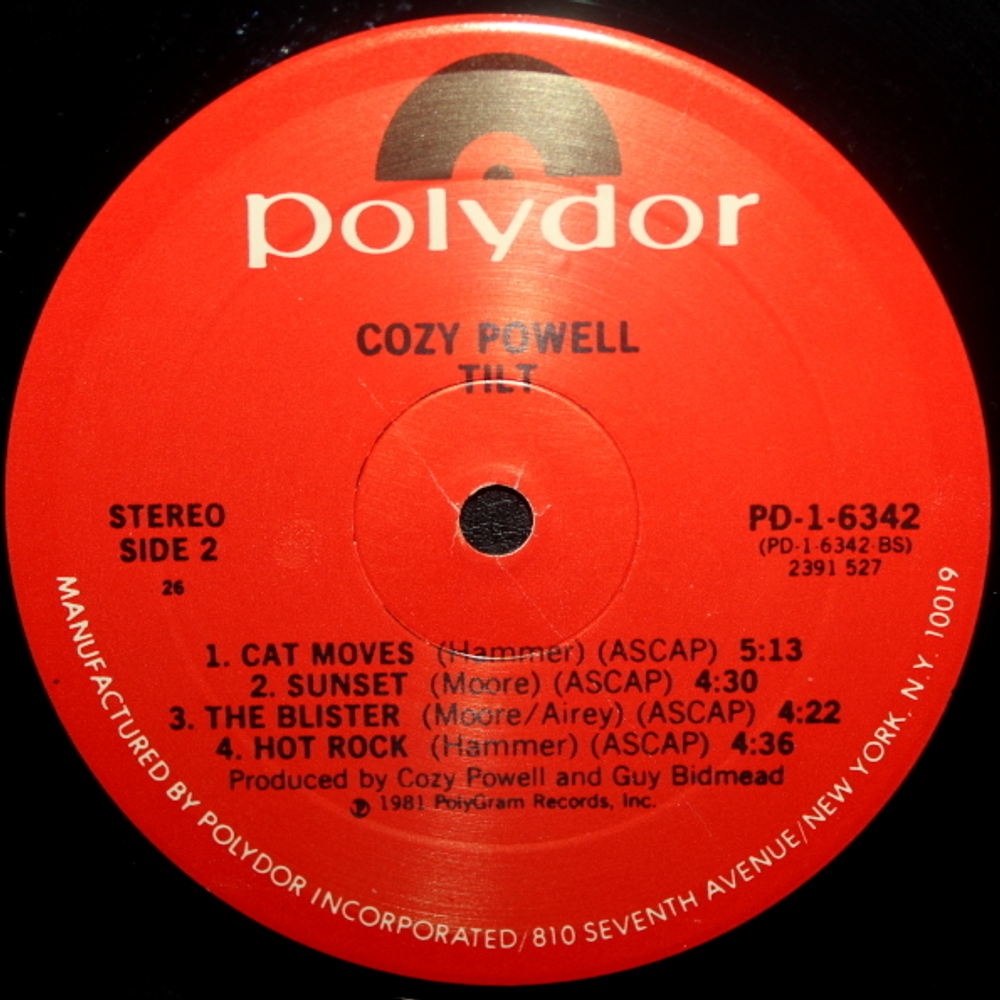 polydor
COZY POWELL
TILT
STEREO
SIDE 2
26
PD-1-6342
(PD-1-6342-BS)
2391 527
1. CAT MOVES (Hammer) (ASCAP) 5:13
2. SUNSET (Moore) (ASCAP) 4:30
3. THE BLISTER (Moore/Airey) (ASCAP) 4:22
4. HOT ROCK (Hammer) (ASCAP) 4:36
Produced by Cozy Powell and Guy Bidmead
℗ 1981 PolyGram Records, Inc.
MANUFACTURED BY POLYDOR INCORPORATED/810 SEVENTH AVENUE/NEW YORK, N.Y. 10019